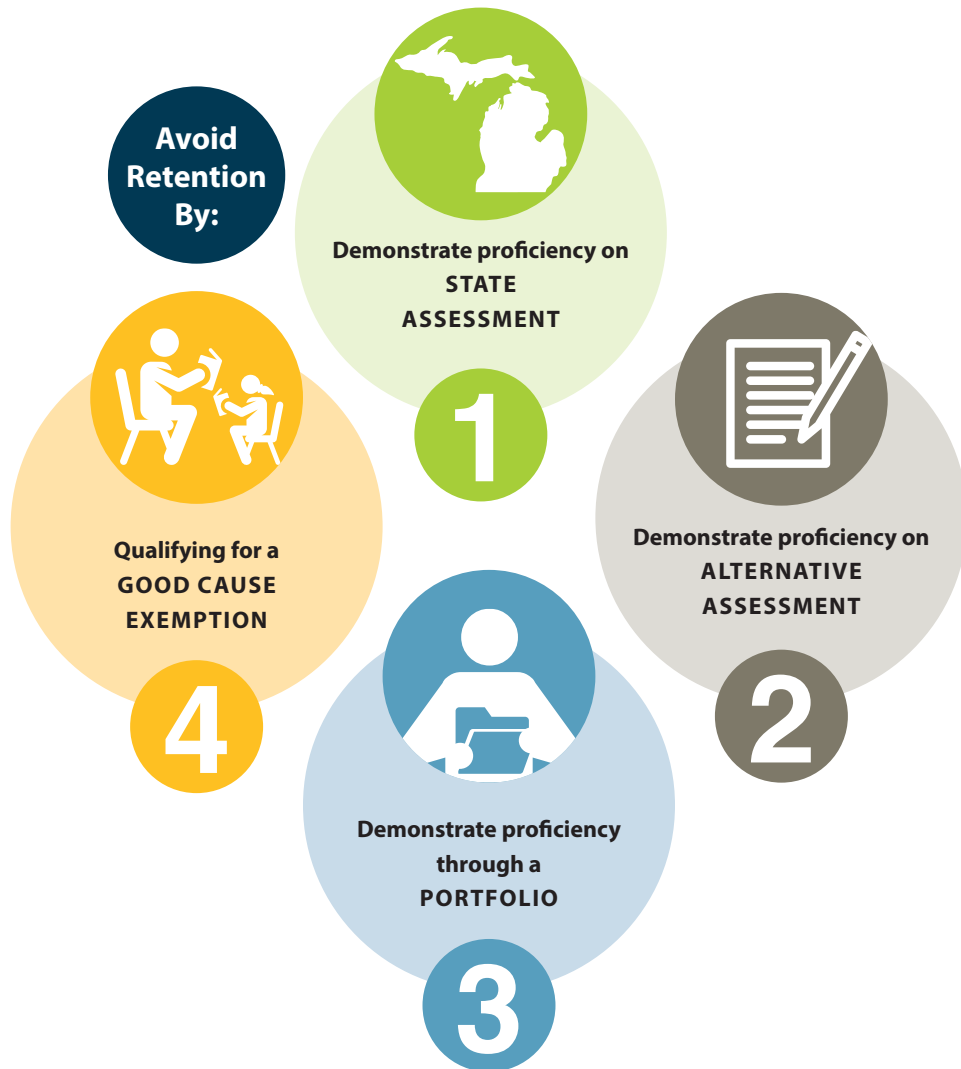 Avoid
Retention
By:
Demonstrate proficiency on
STATE
ASSESSMENT
1
Demonstrate proficiency on
ALTERNATIVE
ASSESSMENT
2
Demonstrate proficiency
through a
PORTFOLIO
3
Qualifying for a
GOOD CAUSE
EXEMPTION
4